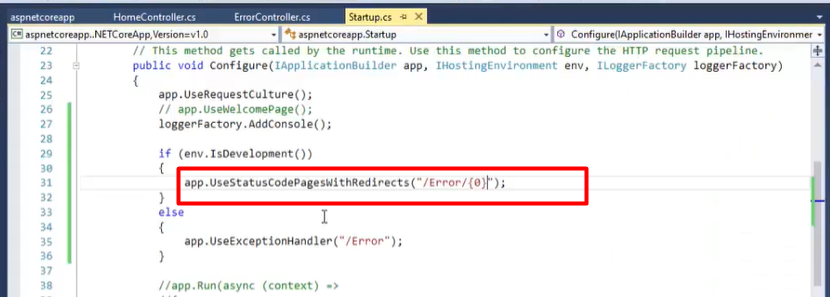 aspnetcoreapp HomeController.cs ErrorController.cs Startup.cs
aspnetcoreapp..NETCoreApp,Version=v1.0 aspnetcoreapp.Startup Configure(IApplicationBuilder app, IHostingEnvironmer
22 // This method gets called by the runtime. Use this method to configure the HTTP request pipeline.
23 public void Configure(IApplicationBuilder app, IHostingEnvironment env, ILoggerFactory loggerFactory)
24 {
25 app.UseRequestCulture();
26 // app.UseWelcomePage();
27 loggerFactory.AddConsole();
28
29 if (env.IsDevelopment())
30 {
31 app.UseStatusCodePagesWithRedirects("/Error/{0}");
32 }
33 else
34 {
35 app.UseExceptionHandler("/Error");
36 }
37
38 //app.Run(async (context) =>